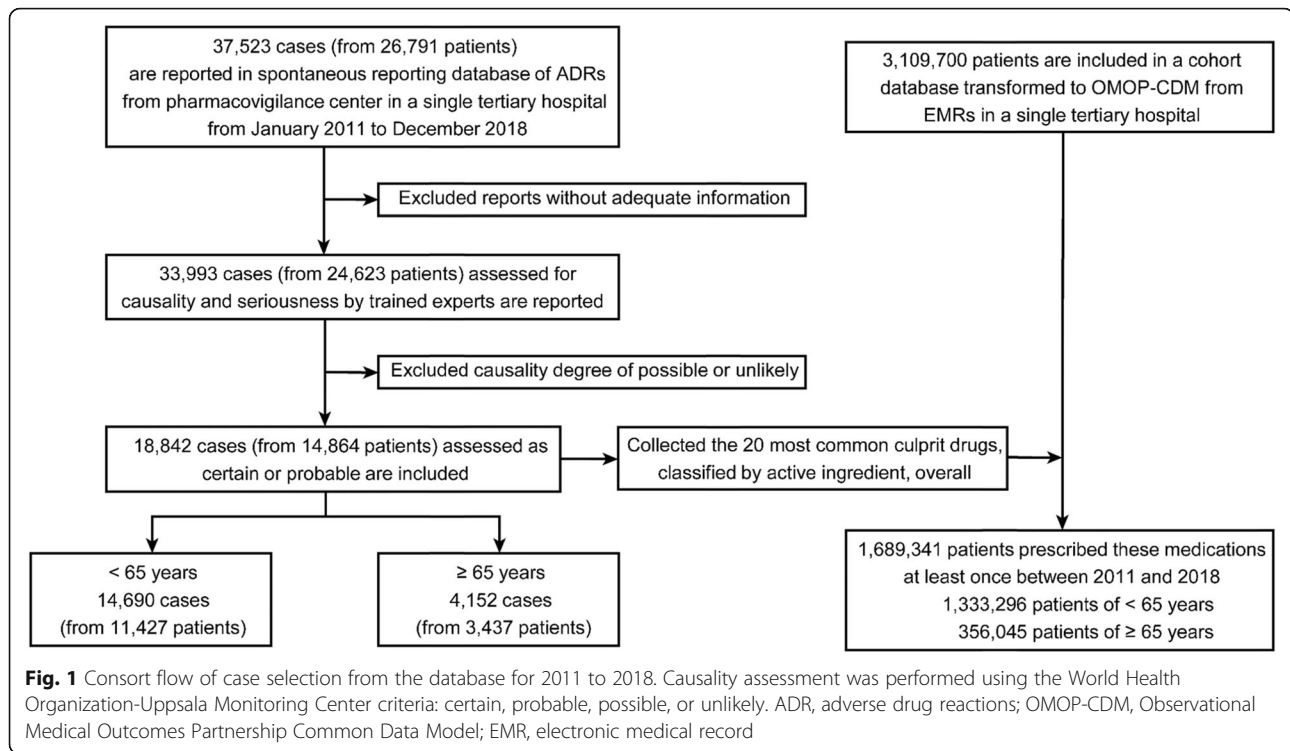 37,523 cases (from 26,791 patients)
are reported in spontaneous reporting database of ADRs
from pharmacovigilance center in a single tertiary hospital
from January 2011 to December 2018
3,109,700 patients are included in a cohort
database transformed to OMOP-CDM from
EMRs in a single tertiary hospital
Excluded reports without adequate information
33,993 cases (from 24,623 patients) assessed for
causality and seriousness by trained experts are reported
Excluded causality degree of possible or unlikely
18,842 cases (from 14,864 patients) assessed as
certain or probable are included
Collected the 20 most common culprit drugs,
classified by active ingredient, overall
< 65 years
14,690 cases
(from 11,427 patients)
≥ 65 years
4,152 cases
(from 3,437 patients)
1,689,341 patients prescribed these medications
at least once between 2011 and 2018
1,333,296 patients of < 65 years
356,045 patients of ≥ 65 years
Fig. 1 Consort flow of case selection from the database for 2011 to 2018. Causality assessment was performed using the World Health
Organization-Uppsala Monitoring Center criteria: certain, probable, possible, or unlikely. ADR, adverse drug reactions; OMOP-CDM, Observational
Medical Outcomes Partnership Common Data Model; EMR, electronic medical record